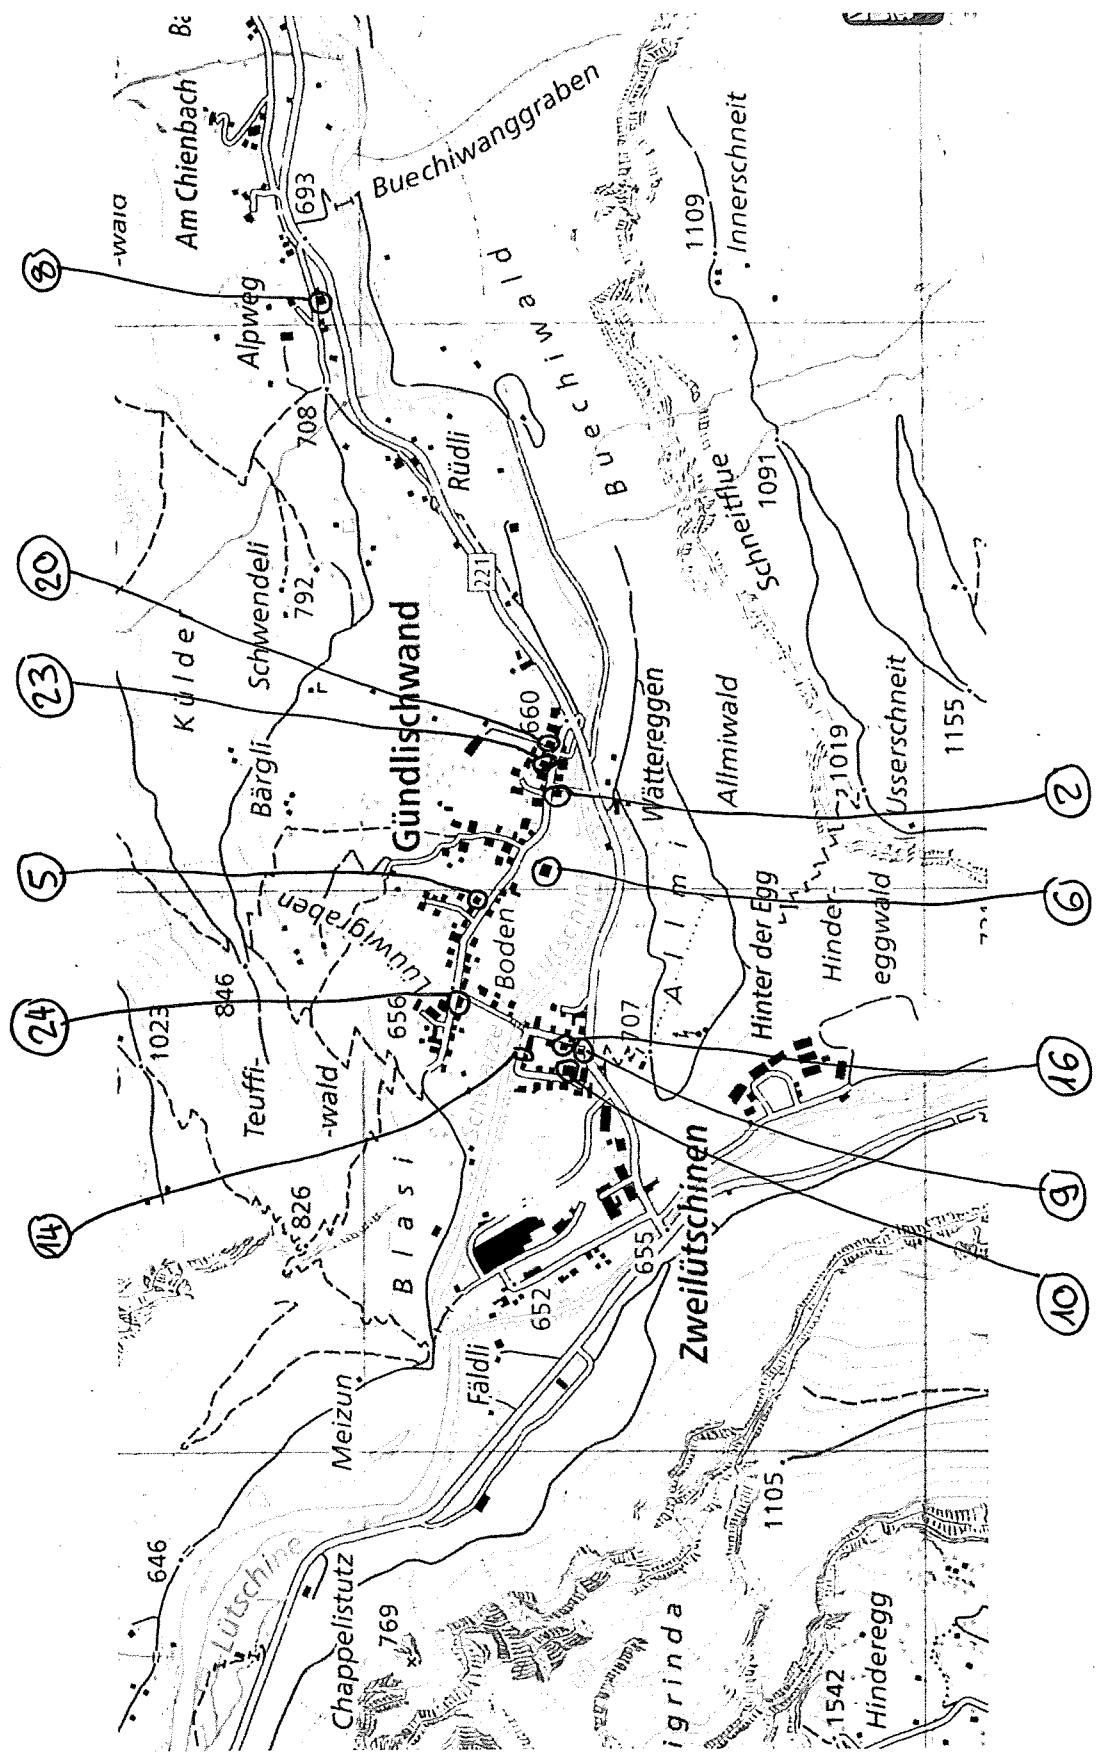 8
20
23
5
24
14
-wald
Am Chienbach
693
Buechiwanggraben
Alpweg
708
Rüdli
Buechiwald
1109
Innerschneit
Schneitflue
1091
Külde
Schwendeli
792
221
Bärgli
Gündlischwand
660
Wättereggen
Allmiwald
1019
Usserschneit
1155
846
Lüüwigraben
Boden
Allmi
Hinter der Egg
Hinder-
eggwald
1023
656
707
Teuffi-
-wald
826
Blasi
Zweilütschinen
655
652
Fäldli
Meizun
646
Lütschine
Chappelistutz
769
1105
igrinda
1542
Hinderegg
2
6
16
9
10